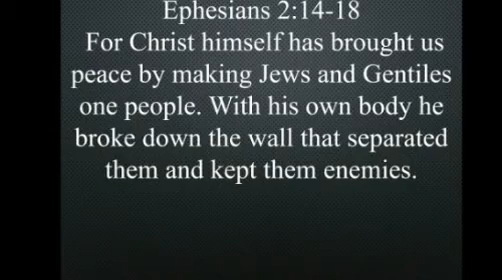 Ephesians 2:14-18
For Christ himself has brought us
peace by making Jews and Gentiles
one people. With his own body he
broke down the wall that separated
them and kept them enemies.